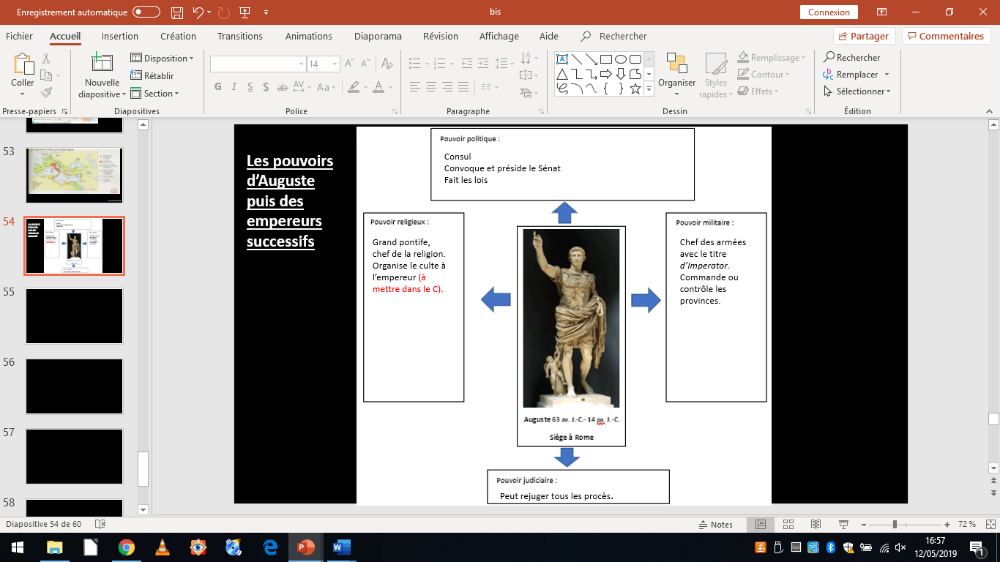 Enregistrement automatique
bis
Connexion
Fichier Accueil Insertion Création Transitions Animations Diaporama Révision Affichage Aide Rechercher
Partager Commentaires
Coller
Nouvelle diapositive
Disposition
Rétablir
Section
14
G I S S ab AV Aa
A
Organiser
Styles rapides
Remplissage
Contour
Effets
Rechercher
Remplacer
Sélectionner
Presse-papiers Diapositives Police Paragraphe Dessin Édition
53
54
55
56
57
58
Les pouvoirs
d’Auguste
puis des
empereurs
successifs
Pouvoir politique :
Consul
Convoque et préside le Sénat
Fait les lois
Pouvoir religieux :
Grand pontife,
chef de la religion.
Organise le culte à
l’empereur (à
mettre dans le C).
Pouvoir militaire :
Chef des armées
avec le titre
d’Imperator.
Commande ou
contrôle les
provinces.
Auguste 63 av. J.-C.- 14 pa. J.-C.
Siège à Rome
Pouvoir judiciaire :
Peut rejuger tous les procès.
Diapositive 54 de 60
Notes
72 %
16:57
12/05/2019
1